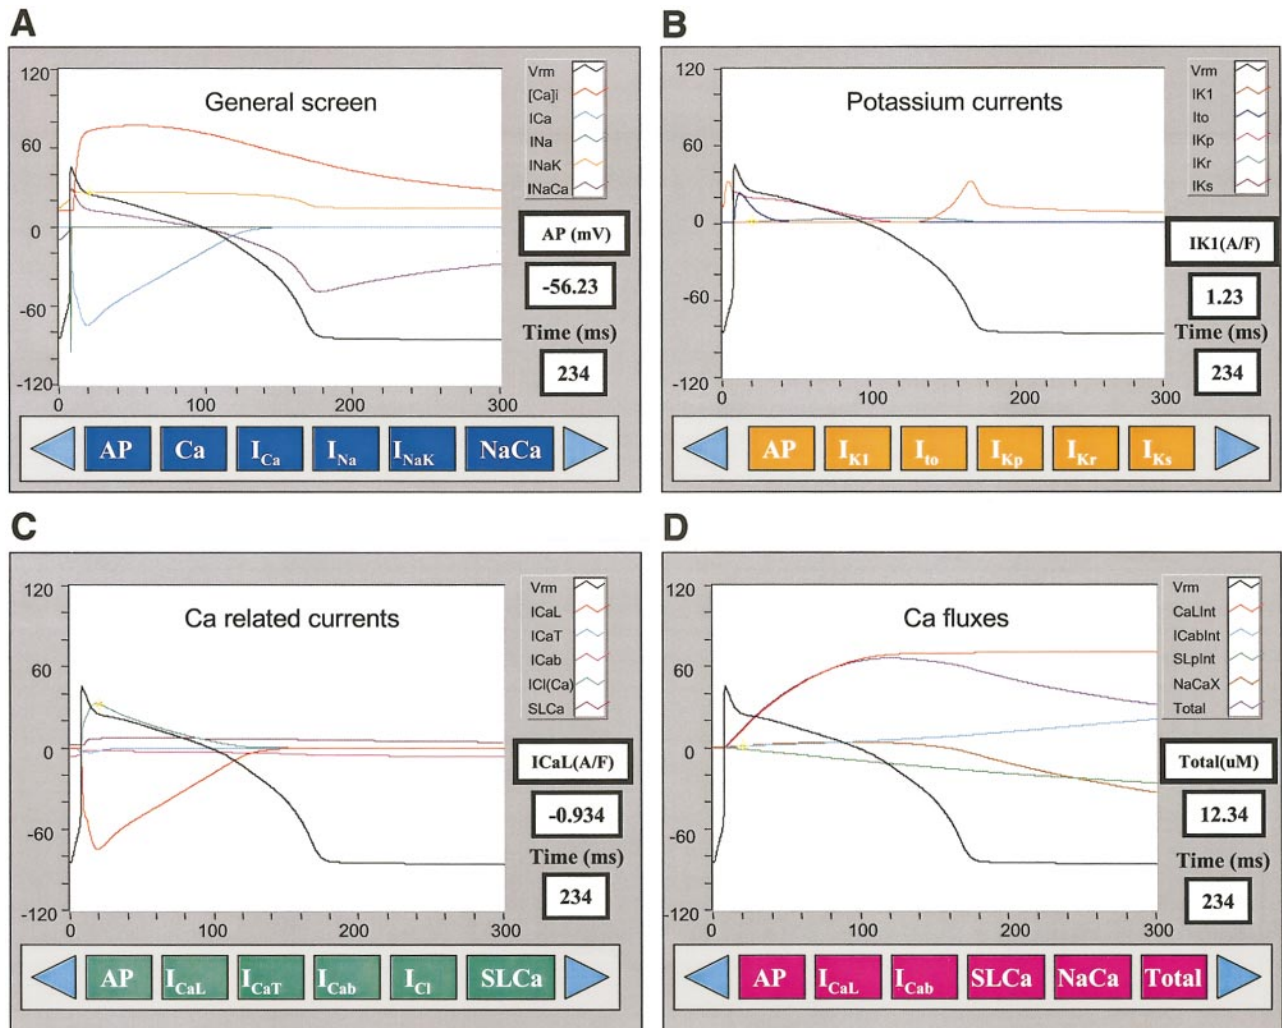 A
120
60
0
-60
-120
General screen
0
100
200
300
Vrm
[Ca]i
ICa
INa
INaK
INaCa
AP (mV)
-56.23
Time (ms)
234
AP
Ca
ICa
INa
INaK
NaCa
B
120
60
0
-60
-120
Potassium currents
0
100
200
300
Vrm
IK1
Ito
IKp
IKr
IKs
IK1(A/F)
1.23
Time (ms)
234
AP
IK1
Ito
IKp
IKr
IKs
C
120
60
0
-60
-120
Ca related currents
0
100
200
300
Vrm
ICaL
ICaT
ICab
ICl(Ca)
SLCa
ICaL(A/F)
-0.934
Time (ms)
234
AP
ICaL
ICaT
ICab
ICl
SLCa
D
120
60
0
-60
-120
Ca fluxes
0
100
200
300
Vrm
CaLInt
ICabInt
SLpInt
NaCaX
Total
Total(uM)
12.34
Time (ms)
234
AP
ICaL
ICab
SLCa
NaCa
Total